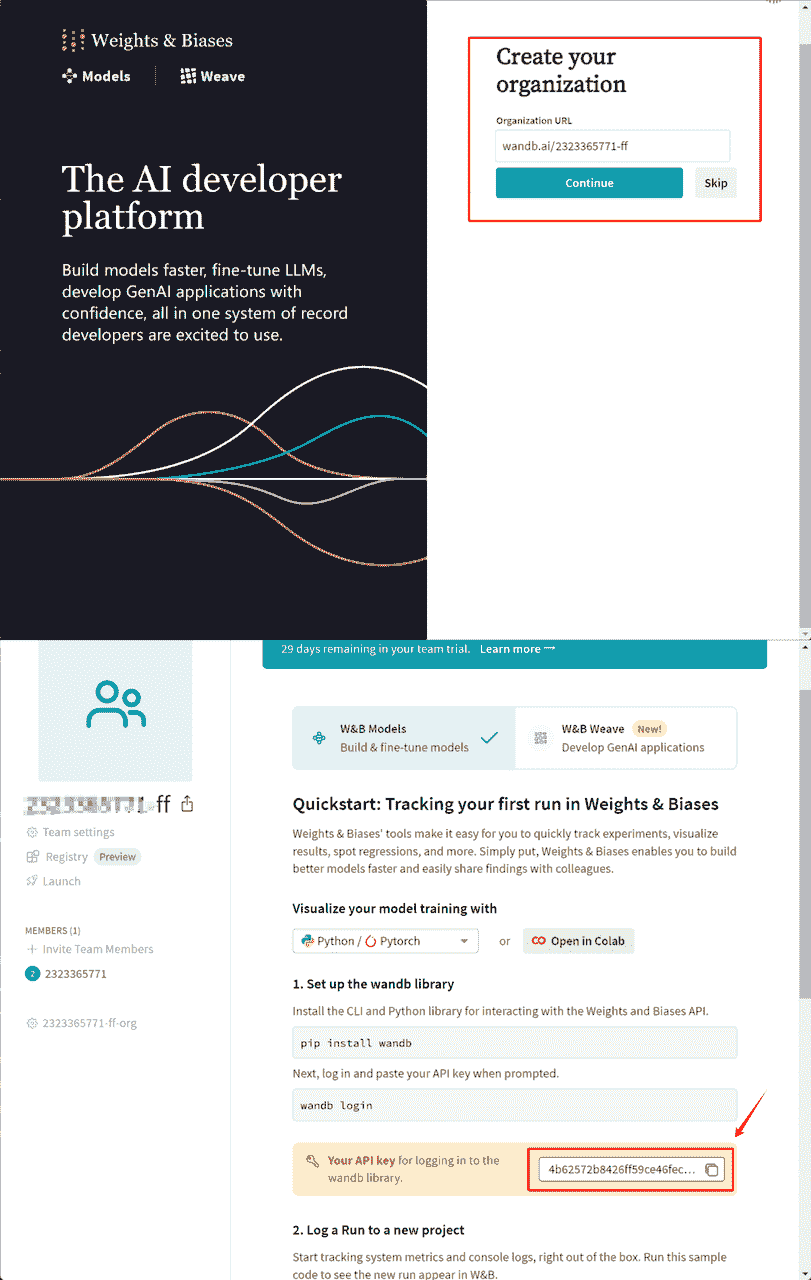 Weights & Biases
Models
Weave
The AI developer
platform
Build models faster, fine-tune LLMs,
develop GenAI applications with
confidence, all in one system of record
developers are excited to use.
Create your
organization
Organization URL
wandb.ai/2323365771-ff
Continue
Skip
29 days remaining in your team trial. Learn more
ff
Team settings
Registry Preview
Launch
MEMBERS (1)
Invite Team Members
2 2323365771
2323365771-ff-org
W&B Models
Build & fine-tune models
W&B Weave New!
Develop GenAI applications
Quickstart: Tracking your first run in Weights & Biases
Weights & Biases' tools make it easy for you to quickly track experiments, visualize
results, spot regressions, and more. Simply put, Weights & Biases enables you to build
better models faster and easily share findings with colleagues.
Visualize your model training with
Python / Pytorch
or
Open in Colab
1. Set up the wandb library
Install the CLI and Python library for interacting with the Weights and Biases API.
pip install wandb
Next, log in and paste your API key when prompted.
wandb login
Your API key for logging in to the
wandb library.
4b62572b8426ff59ce46fec...
2. Log a Run to a new project
Start tracking system metrics and console logs, right out of the box. Run this sample
code to see the new run appear in W&B.